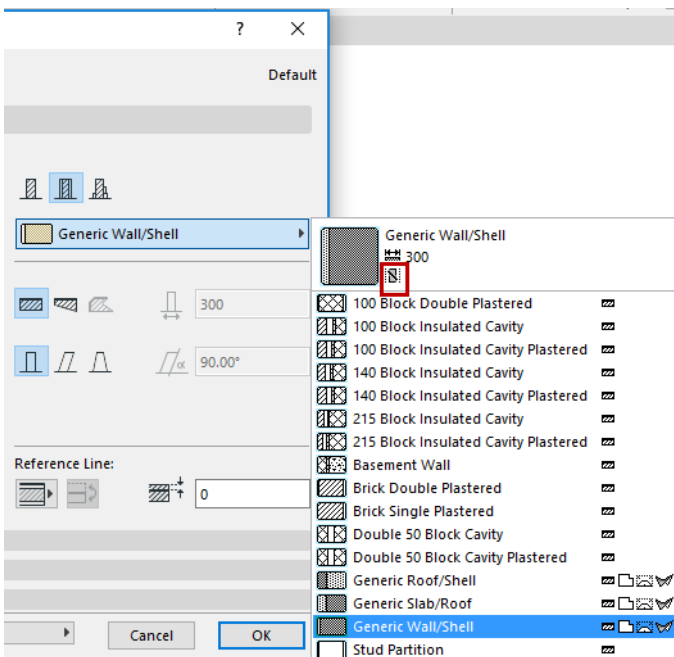 ?
Default
Generic Wall/Shell
300
α 90.00°
Reference Line:
0
Cancel
OK
Generic Wall/Shell
300
100 Block Double Plastered
100 Block Insulated Cavity
100 Block Insulated Cavity Plastered
140 Block Insulated Cavity
140 Block Insulated Cavity Plastered
215 Block Insulated Cavity
215 Block Insulated Cavity Plastered
Basement Wall
Brick Double Plastered
Brick Single Plastered
Double 50 Block Cavity
Double 50 Block Cavity Plastered
Generic Roof/Shell
Generic Slab/Roof
Generic Wall/Shell
Stud Partition